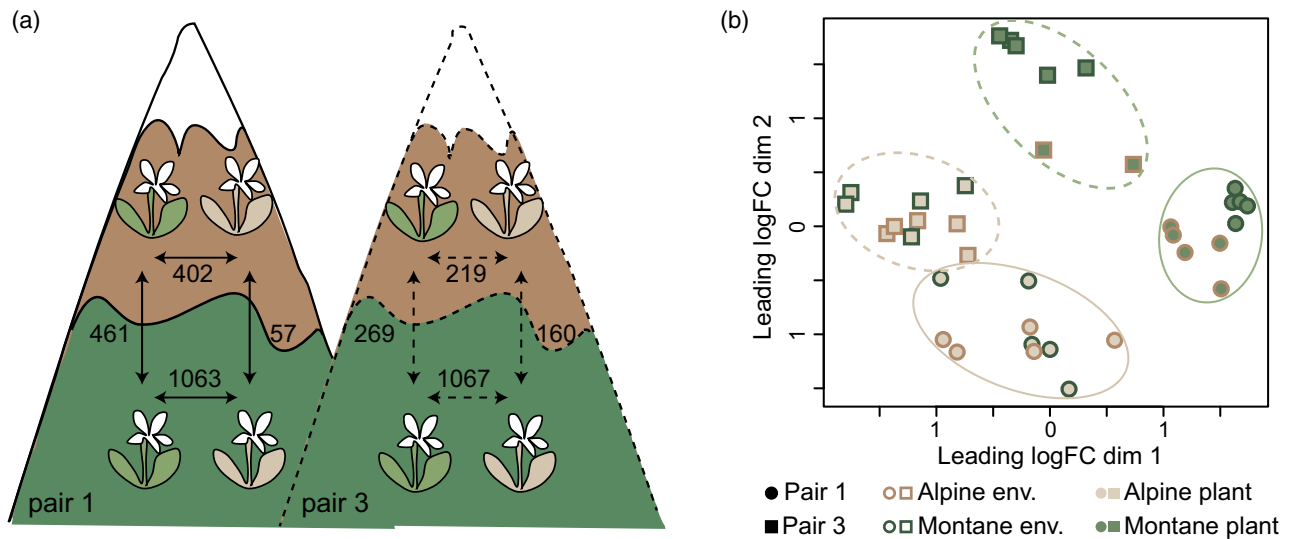 (a)
402
461
57
1063
pair 1
219
269
160
1067
pair 3
(b)
Leading logFC dim 2
1
0
1
1
0
1
Leading logFC dim 1
Pair 1 Alpine env. Alpine plant
Pair 3 Montane env. Montane plant